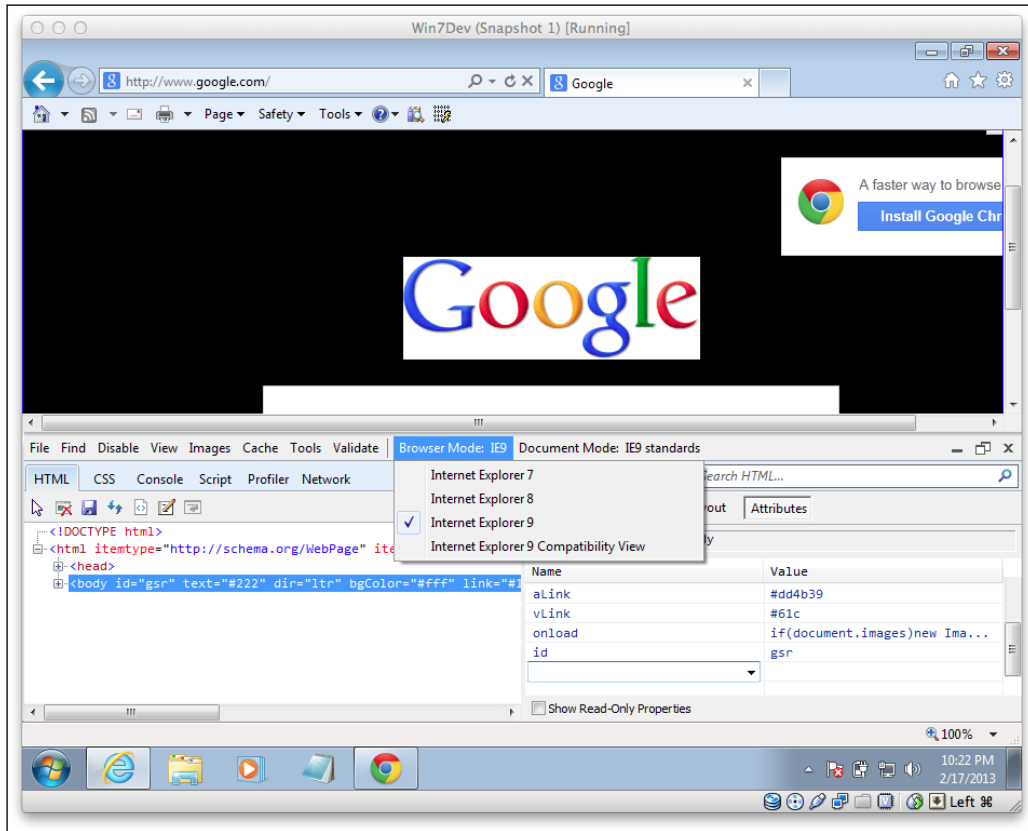 Win7Dev (Snapshot 1) [Running]
http://www.google.com/
Google
Page Safety Tools
A faster way to browse
Install Google Chr
Google
File Find Disable View Images Cache Tools Validate Browser Mode: IE9 Document Mode: IE9 standards
HTML CSS Console Script Profiler Network
Search HTML...
Internet Explorer 7
Internet Explorer 8
Internet Explorer 9
Internet Explorer 9 Compatibility View
out Attributes
<!DOCTYPE html>
<html itemtype="http://schema.org/WebPage" ite
<head>
<body id="gsr" text="#222" dir="ltr" bgColor="#fff" link="#1
Name Value
aLink #dd4b39
vLink #61c
onload if(document.images)new Ima...
id gsr
Show Read-Only Properties
100%
10:22 PM
2/17/2013
Left ⌘